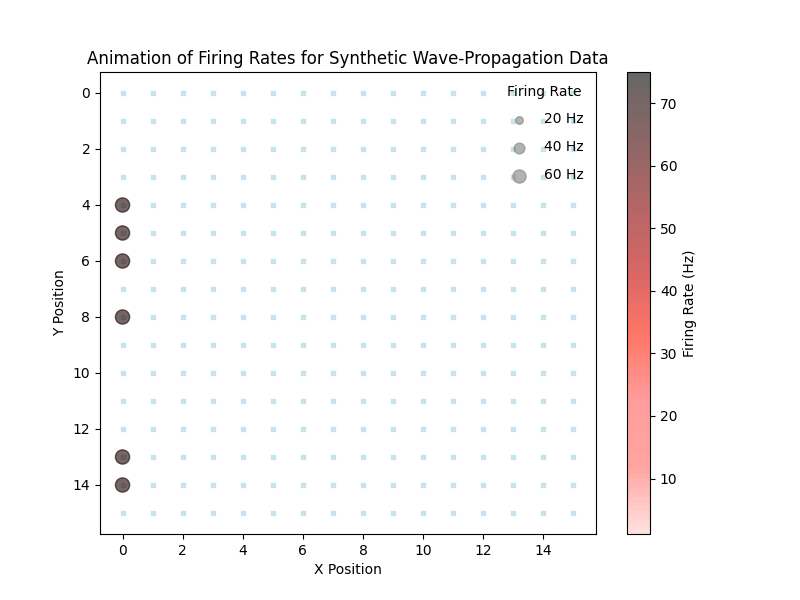 Animation of Firing Rates for Synthetic Wave-Propagation Data
Firing Rate
20 Hz
40 Hz
60 Hz
0
2
4
6
8
10
12
14
Y Position
0 2 4 6 8 10 12 14
X Position
70
60
50
40
30
20
10
Firing Rate (Hz)